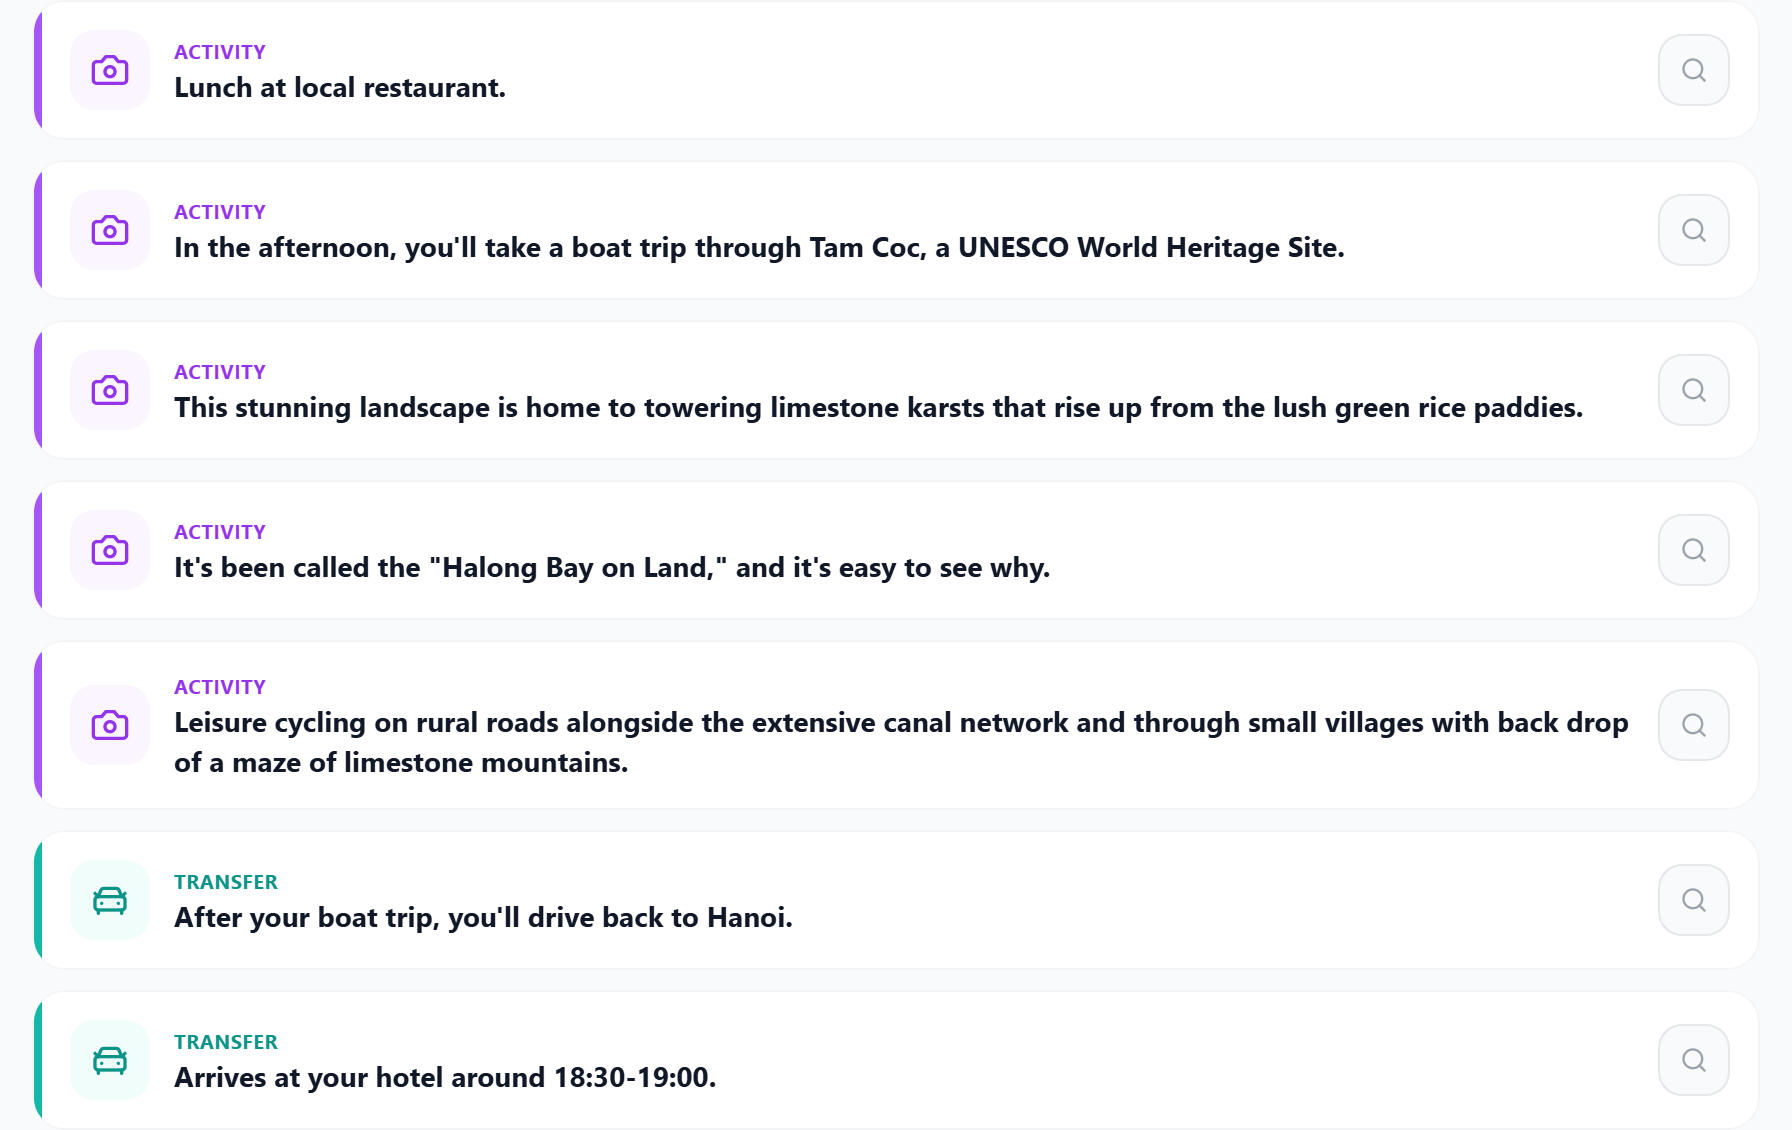 ACTIVITY
Lunch at local restaurant.
ACTIVITY
In the afternoon, you'll take a boat trip through Tam Coc, a UNESCO World Heritage Site.
ACTIVITY
This stunning landscape is home to towering limestone karsts that rise up from the lush green rice paddies.
ACTIVITY
It's been called the "Halong Bay on Land," and it's easy to see why.
ACTIVITY
Leisure cycling on rural roads alongside the extensive canal network and through small villages with back drop
of a maze of limestone mountains.
TRANSFER
After your boat trip, you'll drive back to Hanoi.
TRANSFER
Arrives at your hotel around 18:30-19:00.